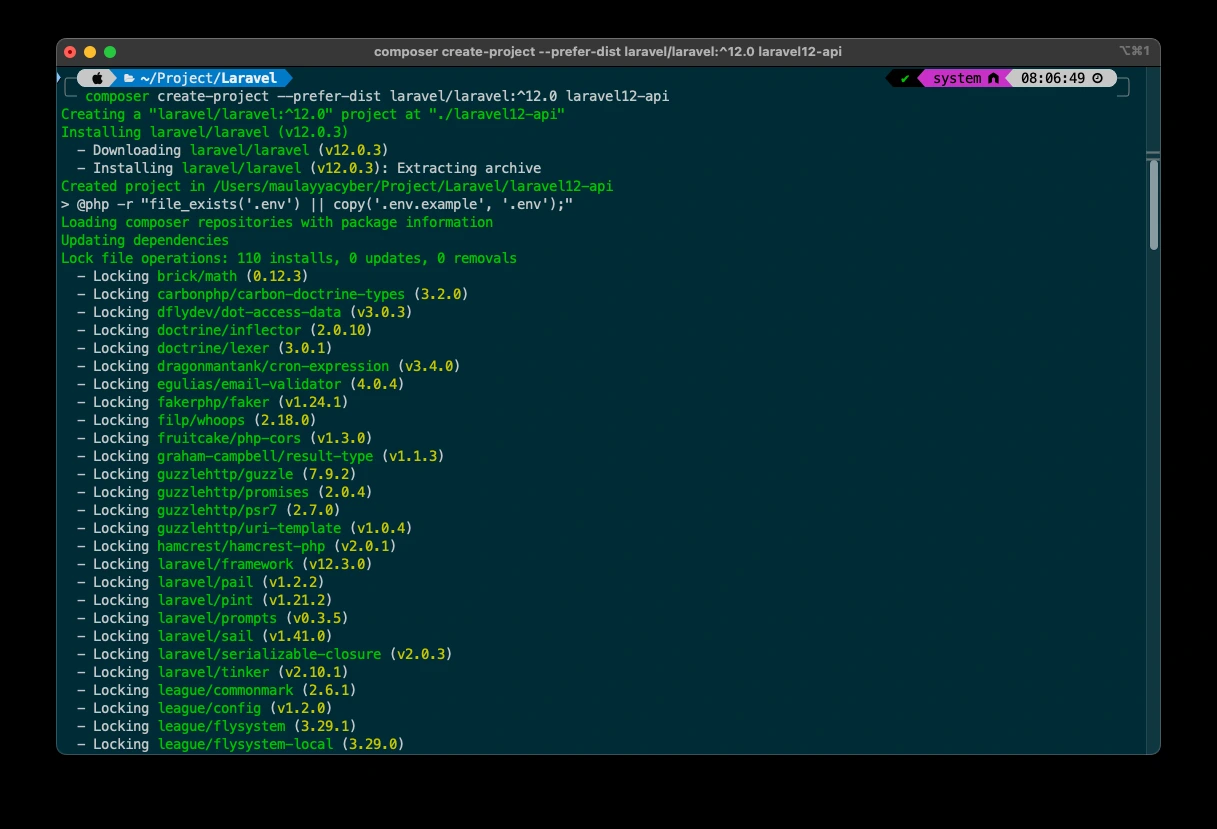 composer create-project --prefer-dist laravel/laravel:^12.0 laravel12-api
⌥⌘1
~/Project/Laravel
✔ system 08:06:49
composer create-project --prefer-dist laravel/laravel:^12.0 laravel12-api
Creating a "laravel/laravel:^12.0" project at "./laravel12-api"
Installing laravel/laravel (v12.0.3)
- Downloading laravel/laravel (v12.0.3)
- Installing laravel/laravel (v12.0.3): Extracting archive
Created project in /Users/maulayyacyber/Project/Laravel/laravel12-api
> @php -r "file_exists('.env') || copy('.env.example', '.env');"
Loading composer repositories with package information
Updating dependencies
Lock file operations: 110 installs, 0 updates, 0 removals
- Locking brick/math (0.12.3)
- Locking carbonphp/carbon-doctrine-types (3.2.0)
- Locking dflydev/dot-access-data (v3.0.3)
- Locking doctrine/inflector (2.0.10)
- Locking doctrine/lexer (3.0.1)
- Locking dragonmantank/cron-expression (v3.4.0)
- Locking egulias/email-validator (4.0.4)
- Locking fakerphp/faker (v1.24.1)
- Locking filp/whoops (2.18.0)
- Locking fruitcake/php-cors (v1.3.0)
- Locking graham-campbell/result-type (v1.1.3)
- Locking guzzlehttp/guzzle (7.9.2)
- Locking guzzlehttp/promises (2.0.4)
- Locking guzzlehttp/psr7 (2.7.0)
- Locking guzzlehttp/uri-template (v1.0.4)
- Locking hamcrest/hamcrest-php (v2.0.1)
- Locking laravel/framework (v12.3.0)
- Locking laravel/pail (v1.2.2)
- Locking laravel/pint (v1.21.2)
- Locking laravel/prompts (v0.3.5)
- Locking laravel/sail (v1.41.0)
- Locking laravel/serializable-closure (v2.0.3)
- Locking laravel/tinker (v2.10.1)
- Locking league/commonmark (2.6.1)
- Locking league/config (v1.2.0)
- Locking league/flysystem (3.29.1)
- Locking league/flysystem-local (3.29.0)